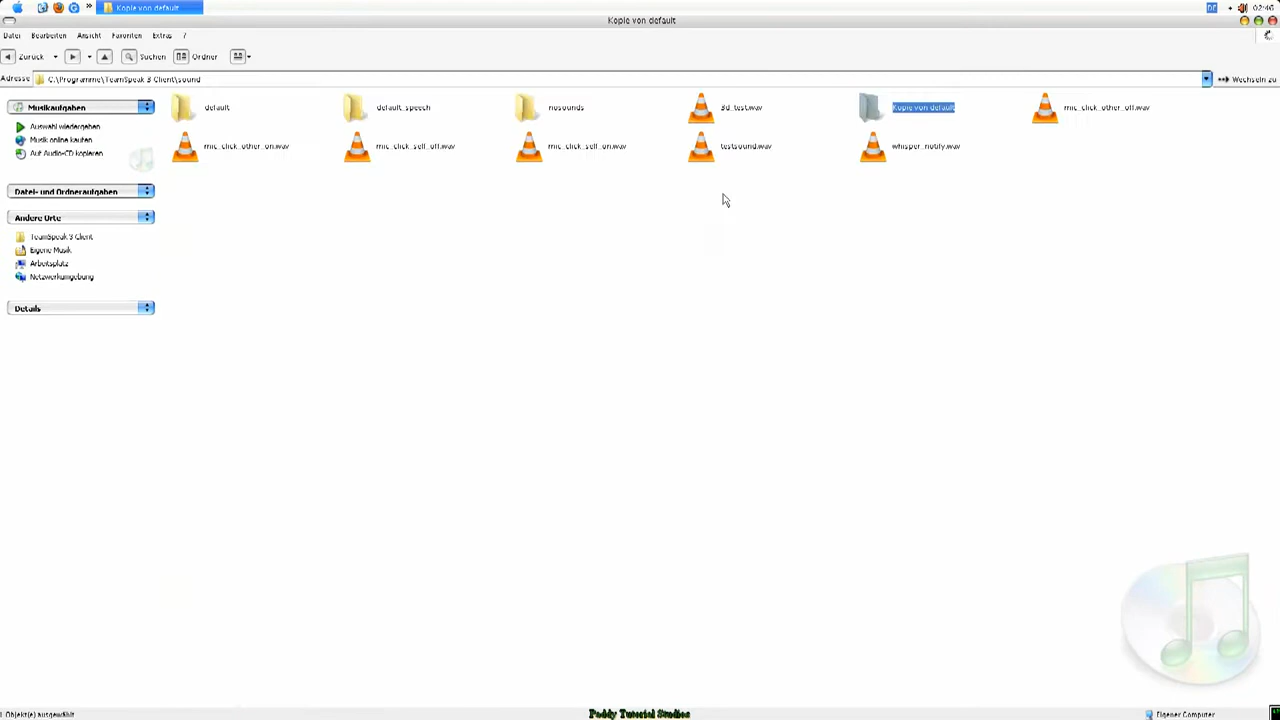 Kopie von default
DE
02:46
Kopie von default
Datei Bearbeiten Ansicht Favoriten Extras ?
Zurück Suchen Ordner
Adresse C:\Programme\TeamSpeak 3 Client\sound Wechseln zu
Musikaufgaben
Auswahl wiedergeben
Musik online kaufen
Auf Audio-CD kopieren
Datei- und Ordneraufgaben
Andere Orte
TeamSpeak 3 Client
Eigene Musik
Arbeitsplatz
Netzwerkumgebung
Details
default
default_speech
nosounds
3d_test.wav
Kopie von default
mic_click_other_off.wav
mic_click_other_on.wav
mic_click_self_off.wav
mic_click_self_on.wav
testsound.wav
whisper_notify.wav
1 Objekt(e) ausgewählt
Paddy Tutorial Studios
Eigener Computer